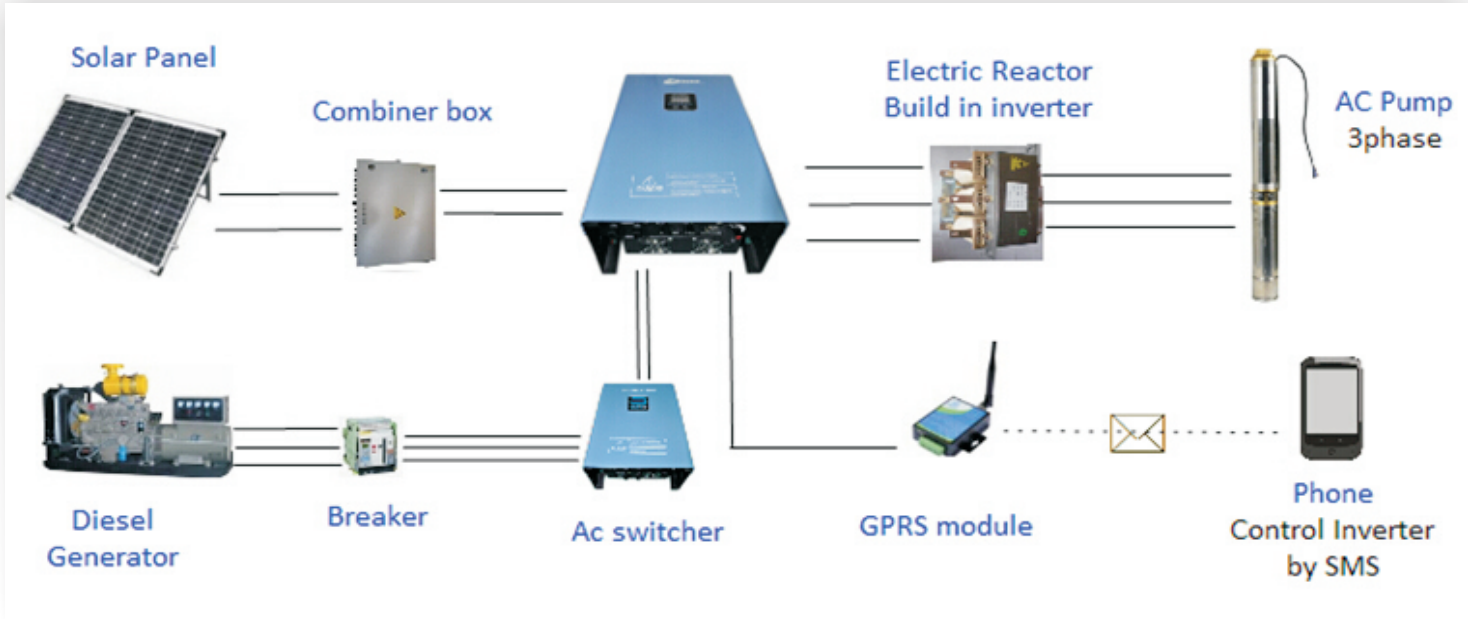 Solar Panel
Combiner box
Electric Reactor
Build in inverter
AC Pump
3phase
Diesel
Generator
Breaker
Ac switcher
GPRS module
Phone
Control Inverter
by SMS